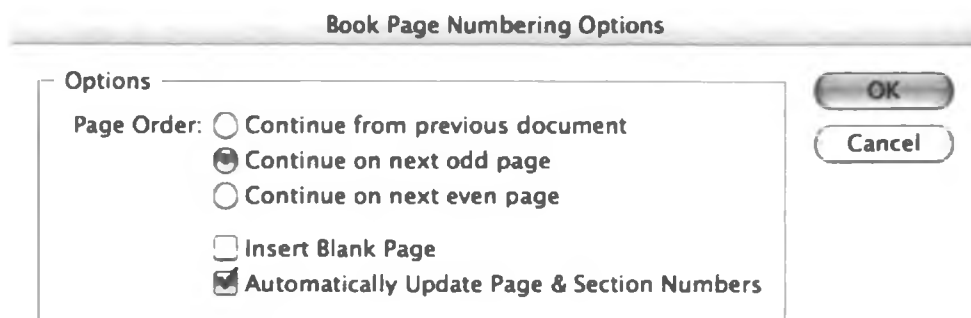 Book Page Numbering Options
Options
OK
Page Order: Continue from previous document
Cancel
Continue on next odd page
Continue on next even page
Insert Blank Page
Automatically Update Page & Section Numbers